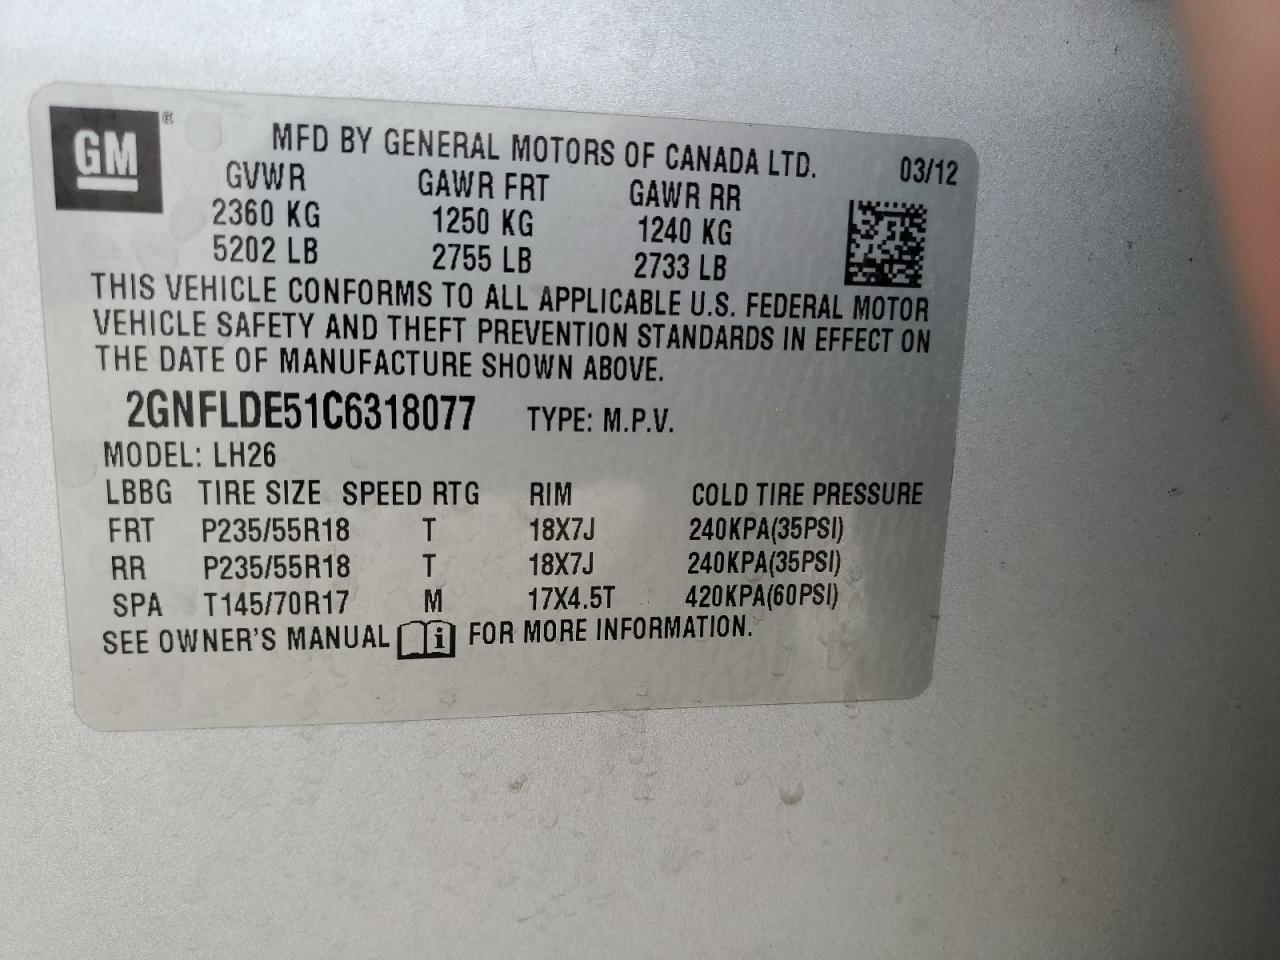 GM ®
MFD BY GENERAL MOTORS OF CANADA LTD. 03/12
GVWR GAWR FRT GAWR RR
2360 KG 1250 KG 1240 KG
5202 LB 2755 LB 2733 LB
THIS VEHICLE CONFORMS TO ALL APPLICABLE U.S. FEDERAL MOTOR
VEHICLE SAFETY AND THEFT PREVENTION STANDARDS IN EFFECT ON
THE DATE OF MANUFACTURE SHOWN ABOVE.
2GNFLDE51C6318077 TYPE: M.P.V.
MODEL: LH26
LBBG TIRE SIZE SPEED RTG RIM COLD TIRE PRESSURE
FRT P235/55R18 T 18X7J 240KPA(35PSI)
RR P235/55R18 T 18X7J 240KPA(35PSI)
SPA T145/70R17 M 17X4.5T 420KPA(60PSI)
SEE OWNER'S MANUAL i FOR MORE INFORMATION.